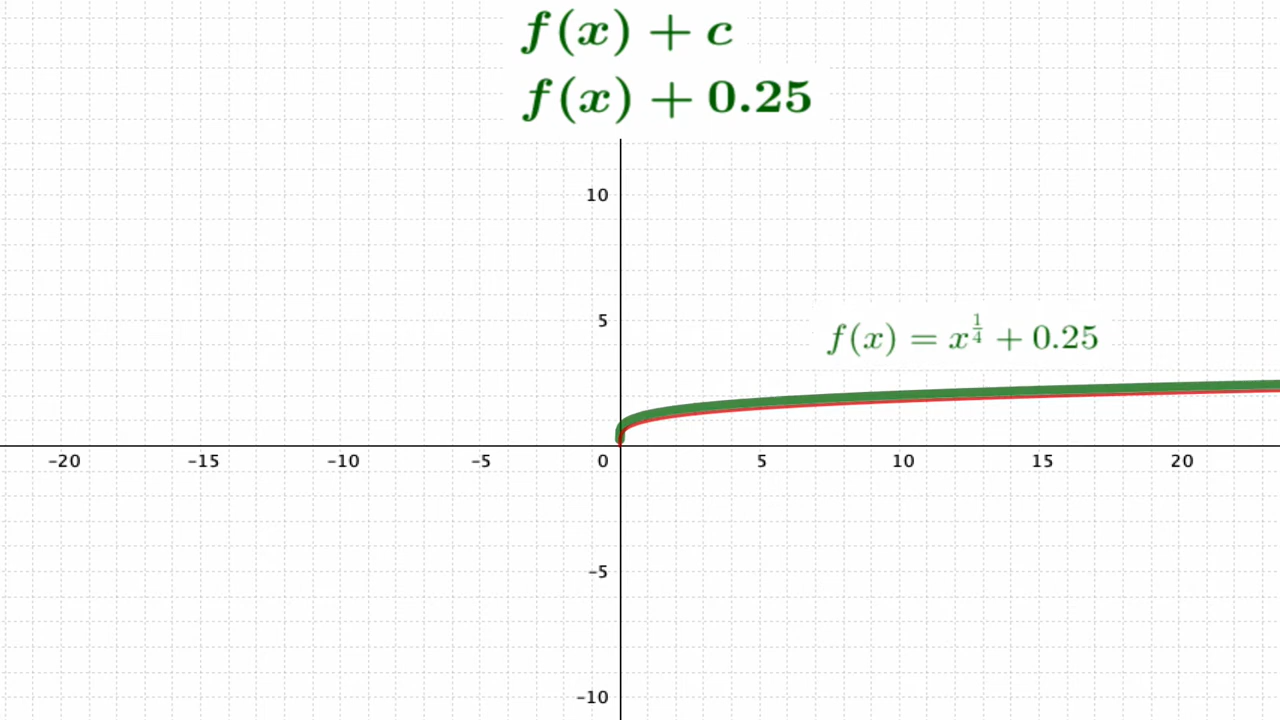 f(x) + c
f(x) + 0.25
10
5
f(x) = x^{\frac{1}{4}} + 0.25
-20 -15 -10 -5 0 5 10 15 20
-5
-10